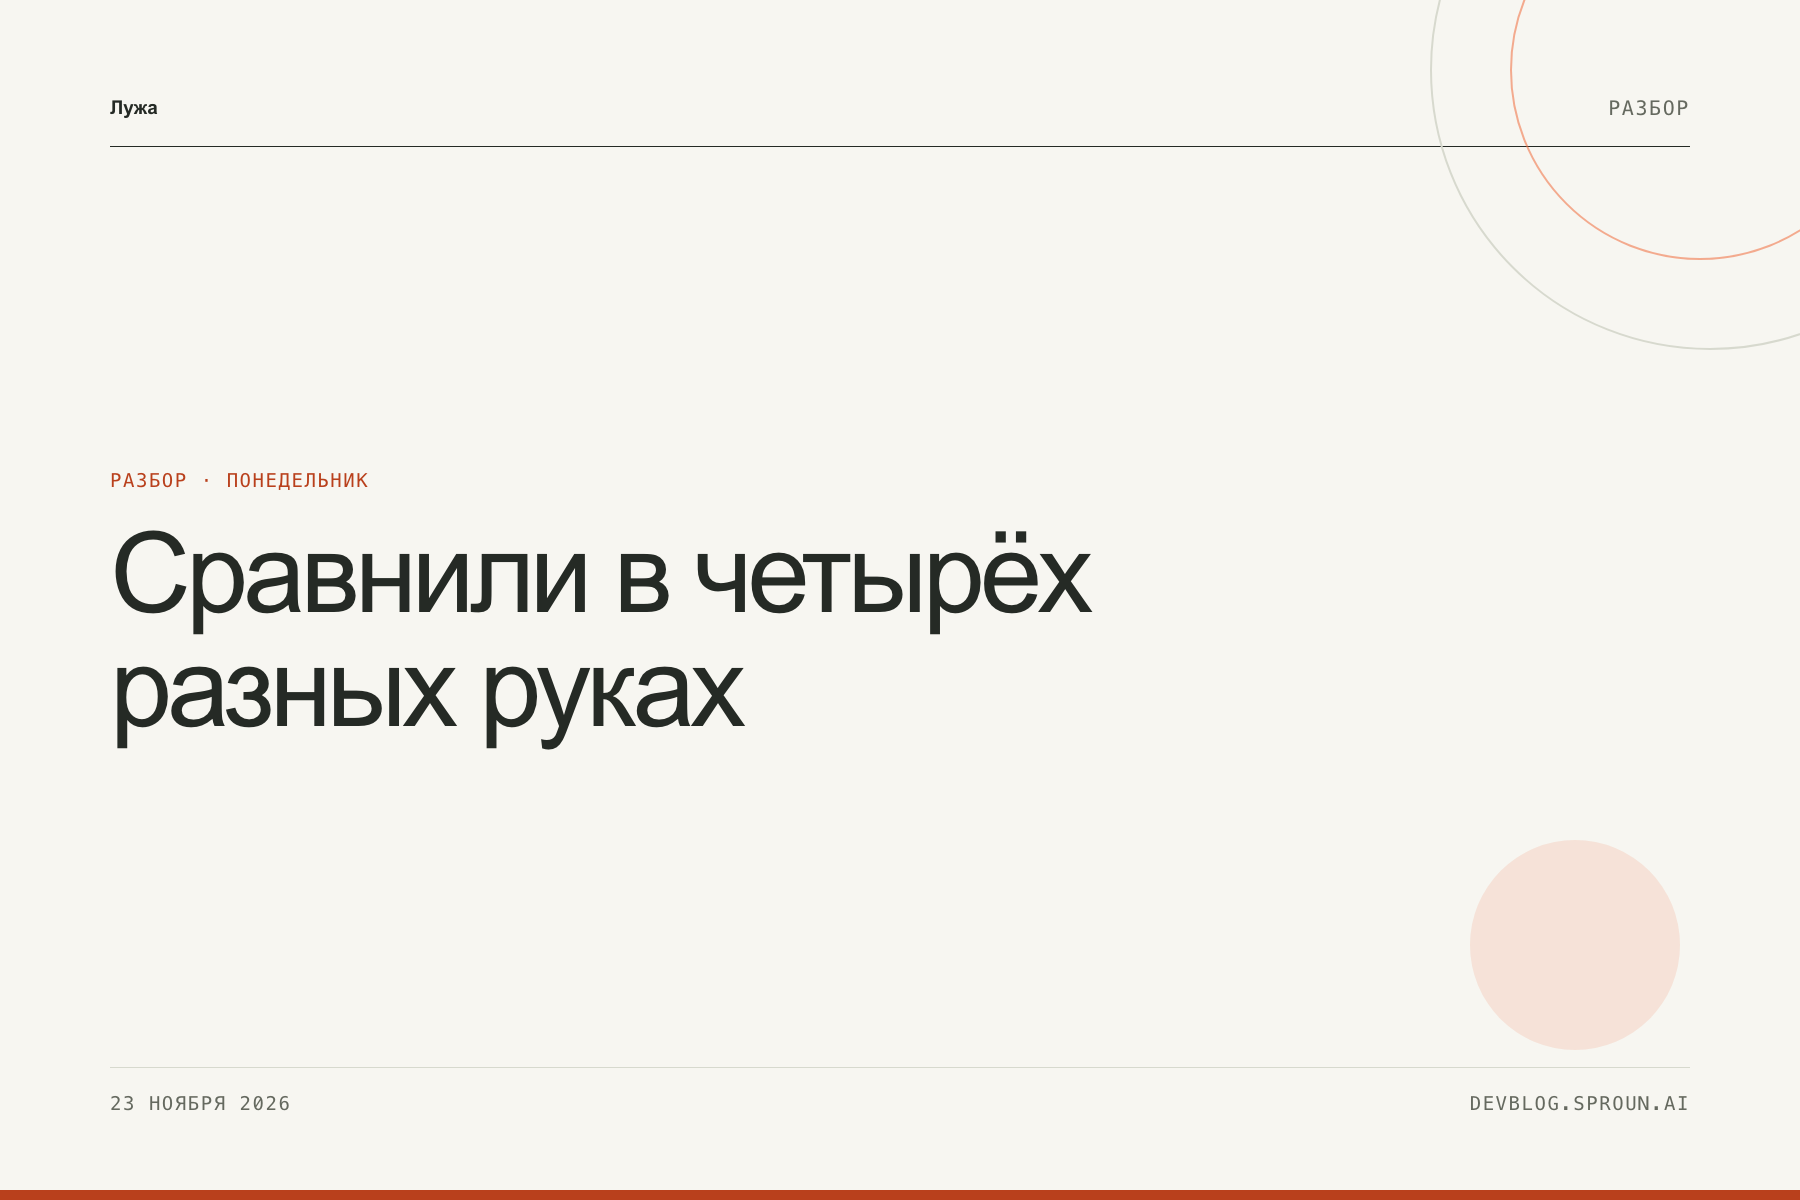 Лужа
РАЗБОР
РАЗБОР · ПОНЕДЕЛЬНИК
Сравнили в четырёх
разных руках
23 НОЯБРЯ 2026
DEVBLOG.SPROUN.AI